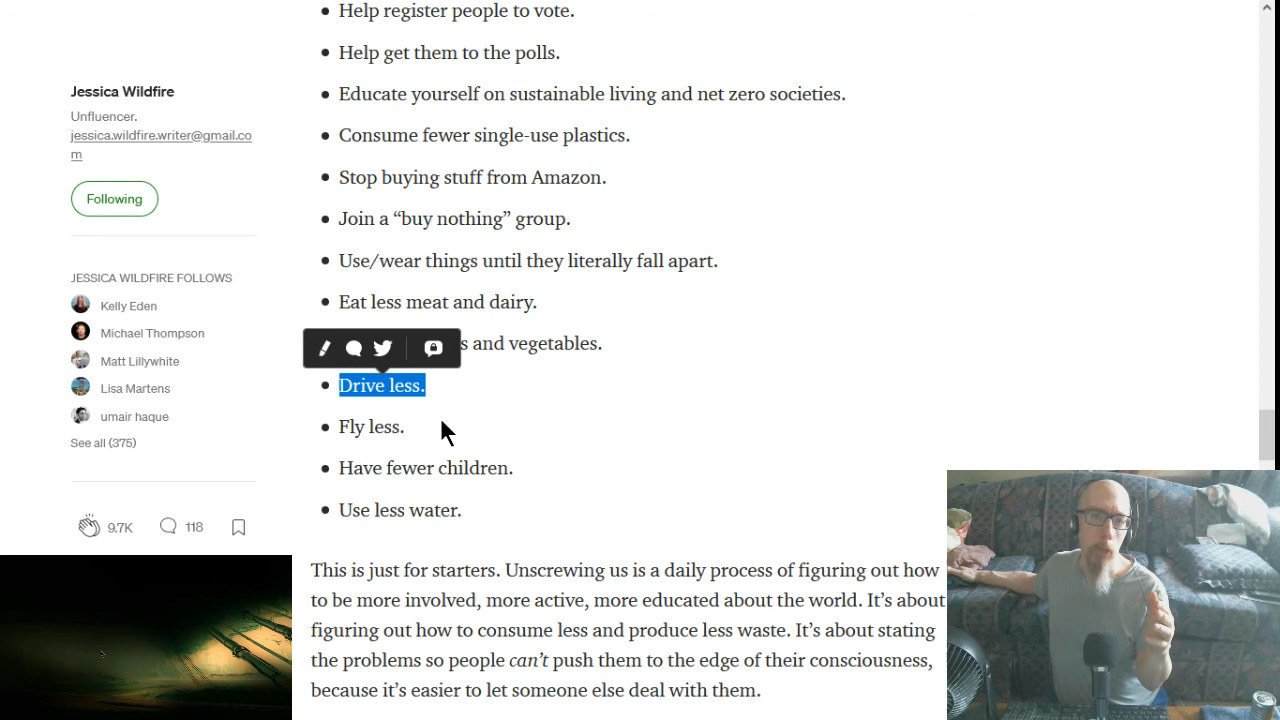 Jessica Wildfire
Unfluencer.
jessica.wildfire.writer@gmail.co
m
Following
JESSICA WILDFIRE FOLLOWS
Kelly Eden
Michael Thompson
Matt Lillywhite
Lisa Martens
umair haque
See all (375)
9.7K 118
• Help register people to vote.
• Help get them to the polls.
• Educate yourself on sustainable living and net zero societies.
• Consume fewer single-use plastics.
• Stop buying stuff from Amazon.
• Join a “buy nothing” group.
• Use/wear things until they literally fall apart.
• Eat less meat and dairy.
and vegetables.
• Drive less.
• Fly less.
• Have fewer children.
• Use less water.
This is just for starters. Unscrewing us is a daily process of figuring out how
to be more involved, more active, more educated about the world. It’s about
figuring out how to consume less and produce less waste. It’s about stating
the problems so people can’t push them to the edge of their consciousness,
because it’s easier to let someone else deal with them.